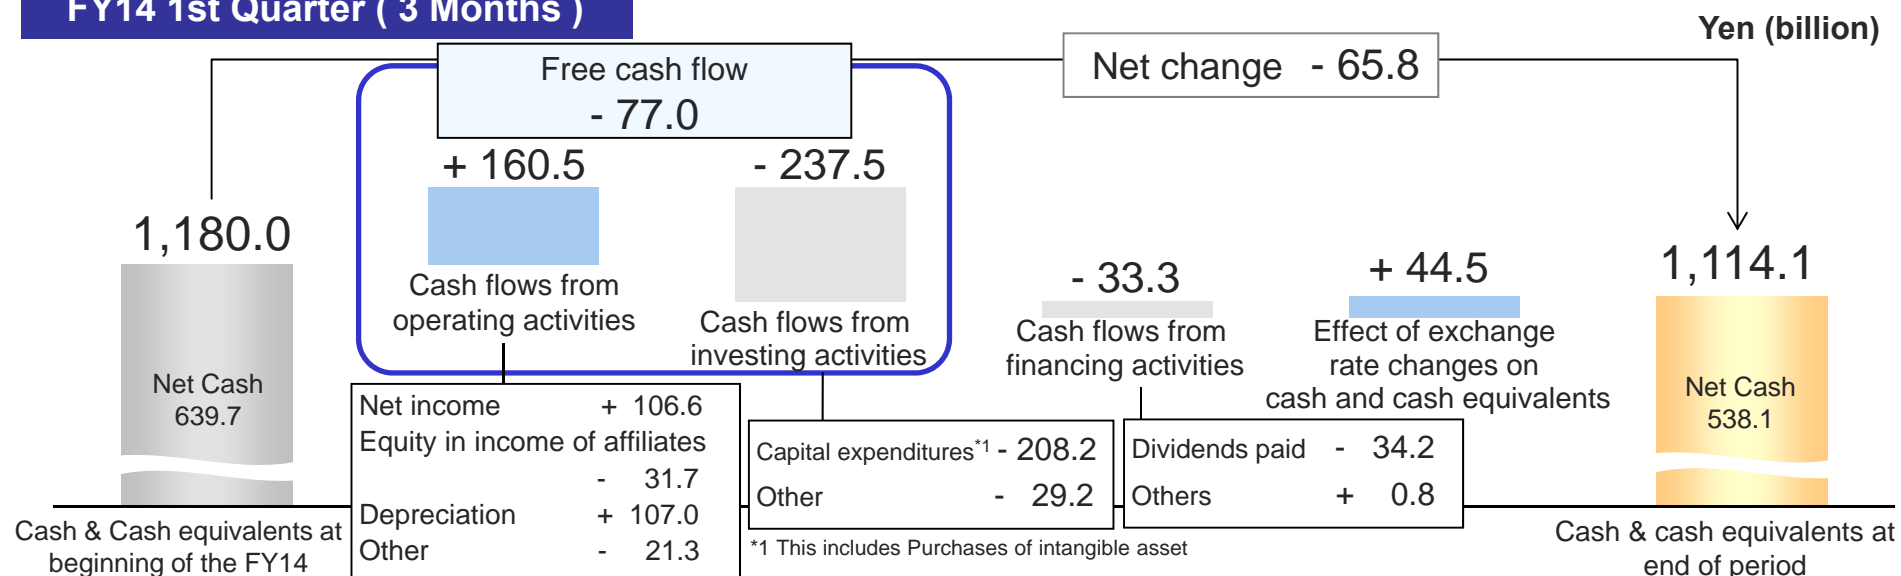 FY14 1st Quarter ( 3 Months )
Yen (billion)
Free cash flow
- 77.0
Net change - 65.8
+ 160.5
- 237.5
1,180.0
Cash flows from
operating activities
Cash flows from
investing activities
- 33.3
Cash flows from
financing activities
+ 44.5
Effect of exchange
rate changes on
cash and cash equivalents
1,114.1
Net Cash
639.7
Net Cash
538.1
Net income + 106.6
Equity in income of affiliates
- 31.7
Depreciation + 107.0
Other - 21.3
Capital expenditures*1 - 208.2
Other - 29.2
Dividends paid - 34.2
Others + 0.8
*1 This includes Purchases of intangible asset
Cash & Cash equivalents at
beginning of the FY14
Cash & cash equivalents at
end of period